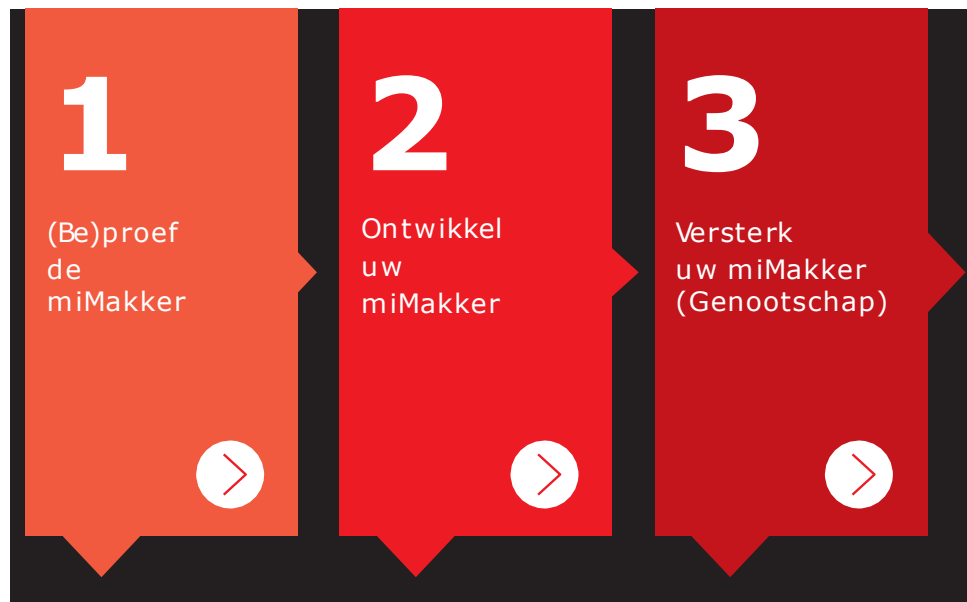 1
(Be)proef
de
miMakker
2
Ontwikkel
uw
miMakker
3
Versterk
uw miMakker
(Genootschap)